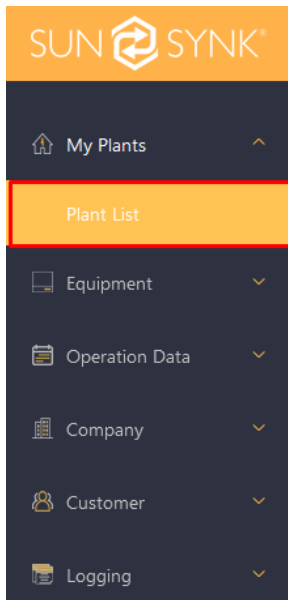 SUN SYNK®
My Plants
Plant List
Equipment
Operation Data
Company
Customer
Logging